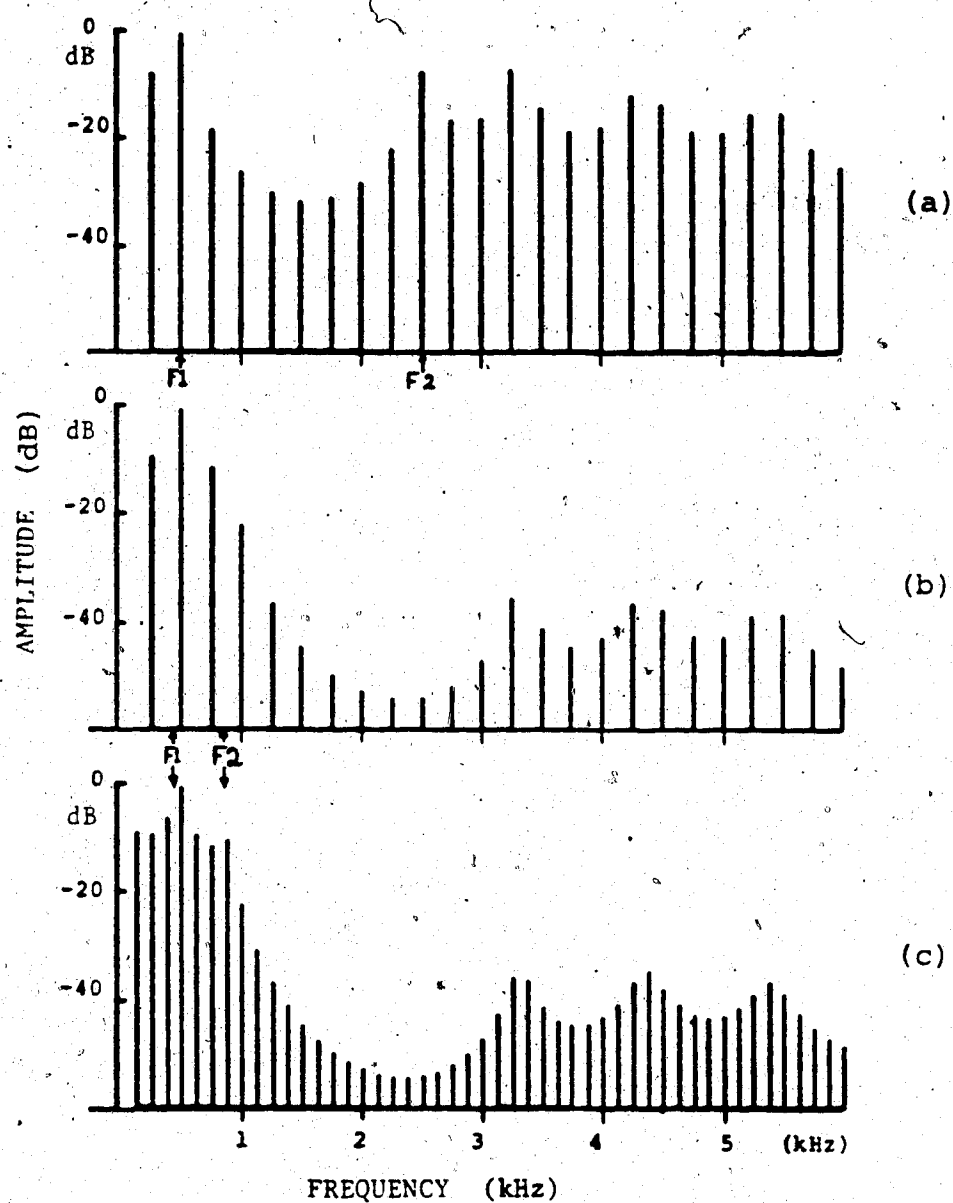 0
dB
-20
-40
(a)
F1
F2
0
dB
-20
-40
(b)
F1
F2
AMPLITUDE (dB)
0
dB
-20
-40
(c)
1
2
3
4
5
(kHz)
FREQUENCY (kHz)